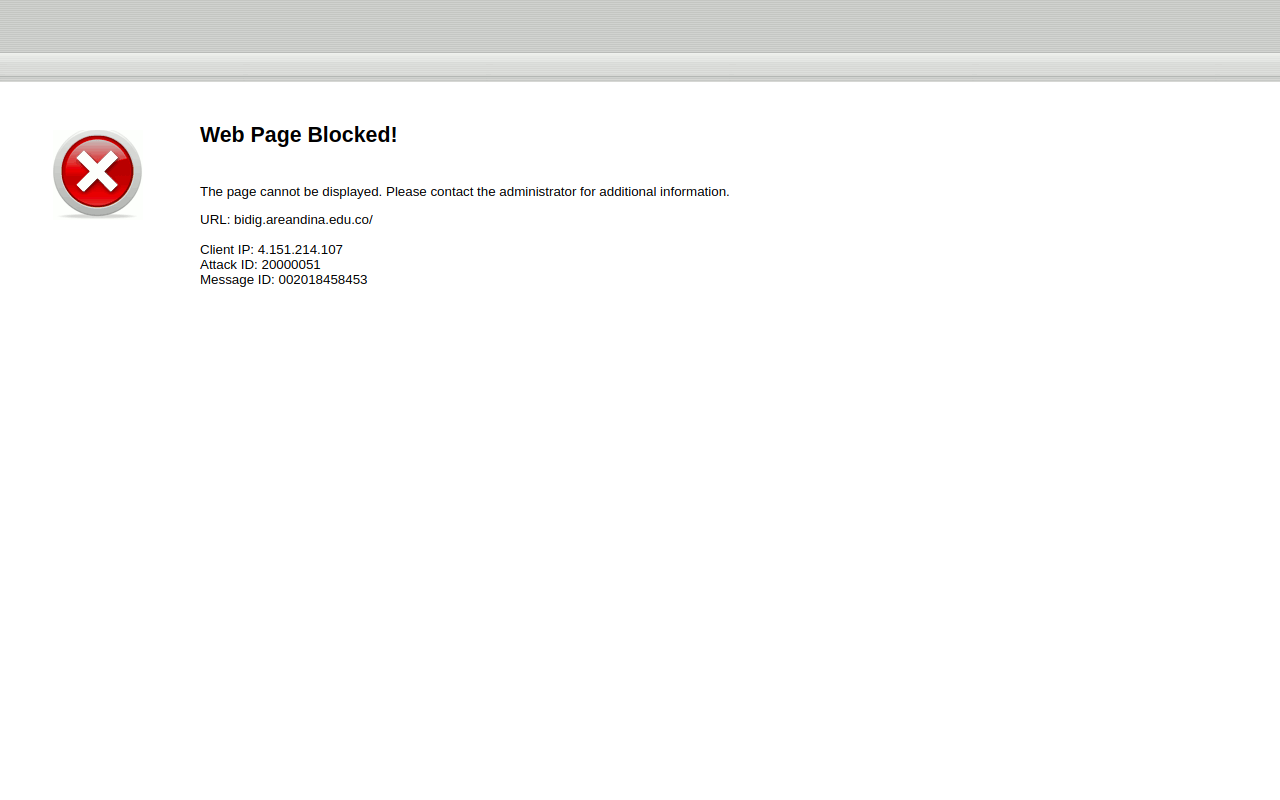 Web Page Blocked!
The page cannot be displayed. Please contact the administrator for additional information.
URL: bidig.areandina.edu.co/
Client IP: 4.151.214.107
Attack ID: 20000051
Message ID: 002018458453